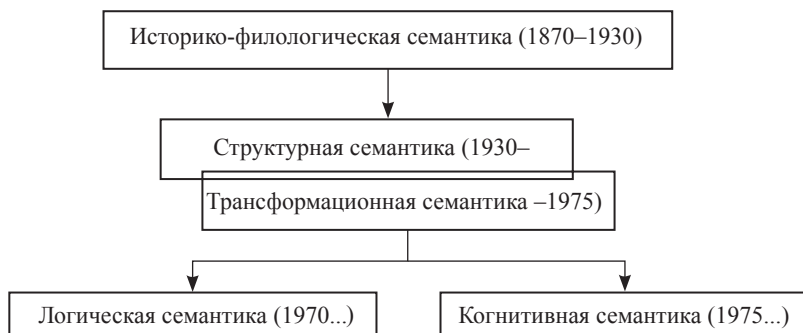 Историко-филологическая семантика (1870–1930)
Структурная семантика (1930–
Трансформационная семантика –1975)
Логическая семантика (1970...)
Когнитивная семантика (1975...)